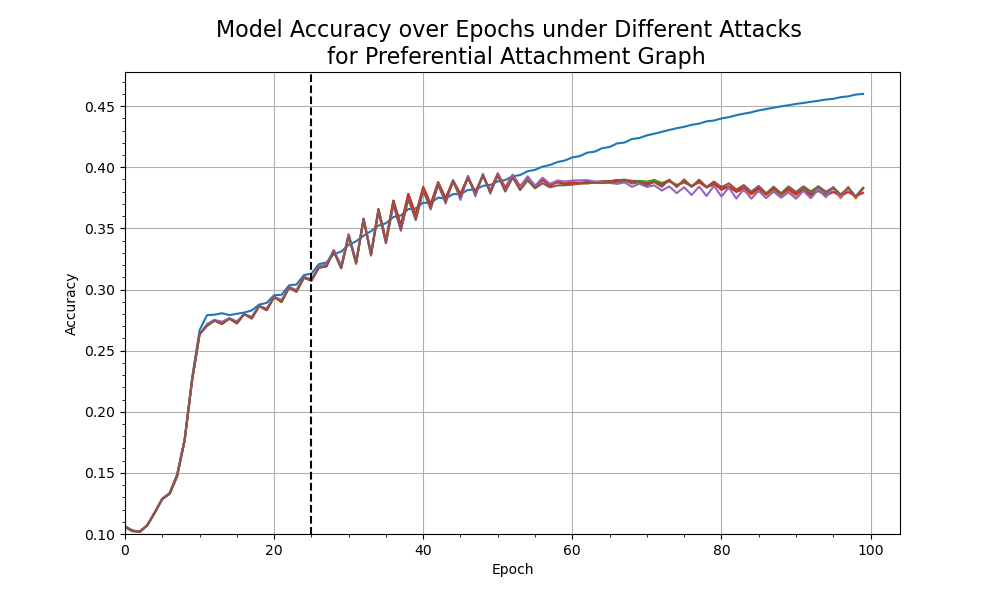 Model Accuracy over Epochs under Different Attacks
for Preferential Attachment Graph
0.45
0.40
0.35
0.30
0.25
0.20
0.15
0.10
Accuracy
0 20 40 60 80 100
Epoch